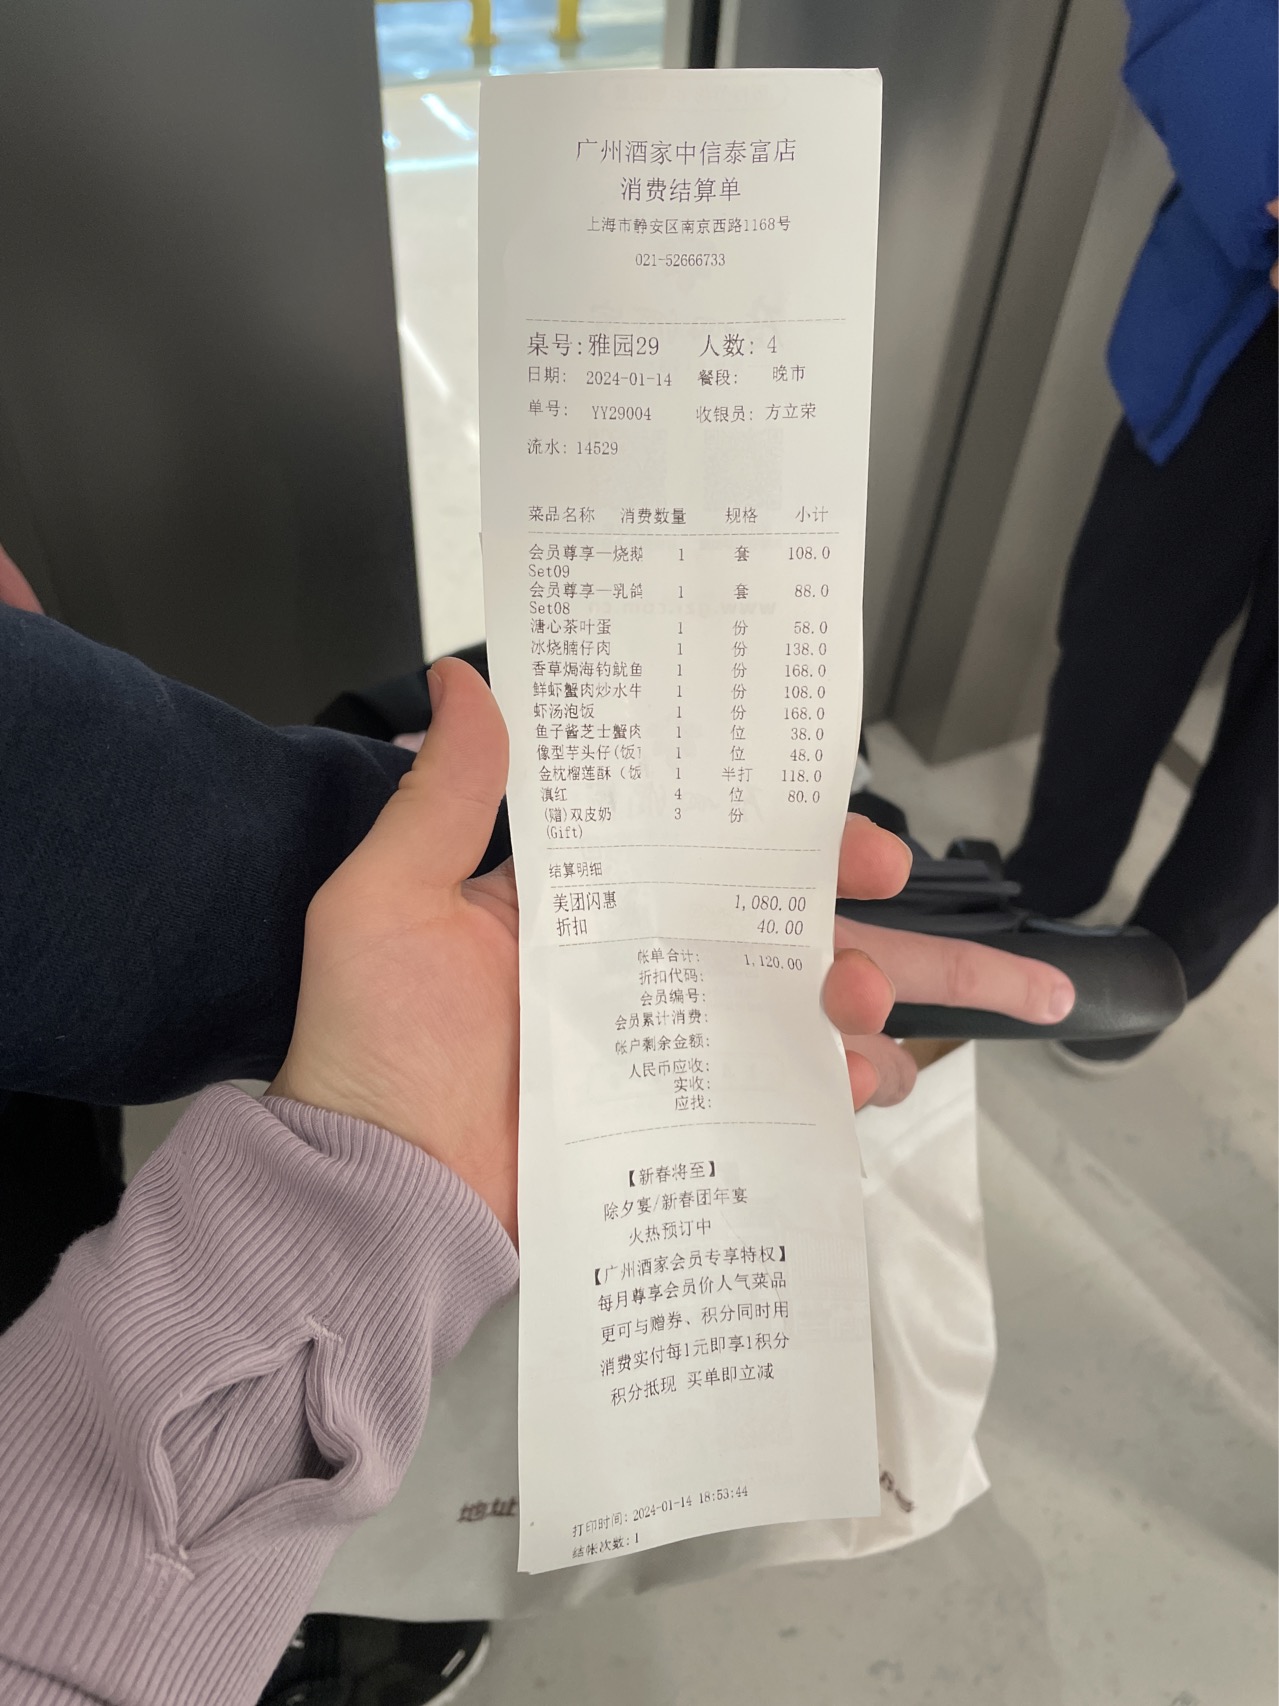 广州酒家中信泰富店
消费结算单
上海市静安区南京西路1168号
021-52666733
桌号:雅园29 人数: 4
日期: 2024-01-14 餐段: 晚市
单号: YY29004 收银员: 方立荣
流水: 14529
菜品名称 消费数量 规格 小计
会员尊享—烧鹅 1 套 108.0
Set09
会员尊享—乳鸽 1 套 88.0
Set08
溏心茶叶蛋 1 份 58.0
冰烧腩仔肉 1 份 138.0
香草焗海钓鱿鱼 1 份 168.0
鲜虾蟹肉炒水牛 1 份 108.0
虾汤泡饭 1 份 168.0
鱼子酱芝士蟹肉 1 位 38.0
像型芋头仔(饭) 1 位 48.0
金枕榴莲酥（饭 1 半打 118.0
滇红 4 位 80.0
(赠)双皮奶 3 份
(Gift)
结算明细
美团闪惠 1,080.00
折扣 40.00
帐单合计: 1,120.00
折扣代码:
会员编号:
会员累计消费:
帐户剩余金额:
人民币应收:
实收:
应找:
【新春将至】
除夕宴/新春团年宴
火热预订中
【广州酒家会员专享特权】
每月尊享会员价人气菜品
更可与赠券、积分同时用
消费实付每1元即享1积分
积分抵现 买单即立减
打印时间: 2024-01-14 18:53:44
结帐次数: 1
地址